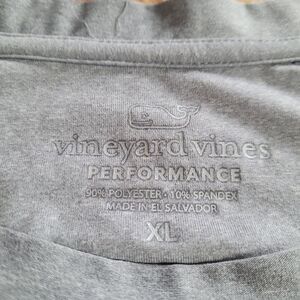 vineyard vines
PERFORMANCE
90% POLYESTER • 10% SPANDEX
MADE IN EL SALVADOR
XL